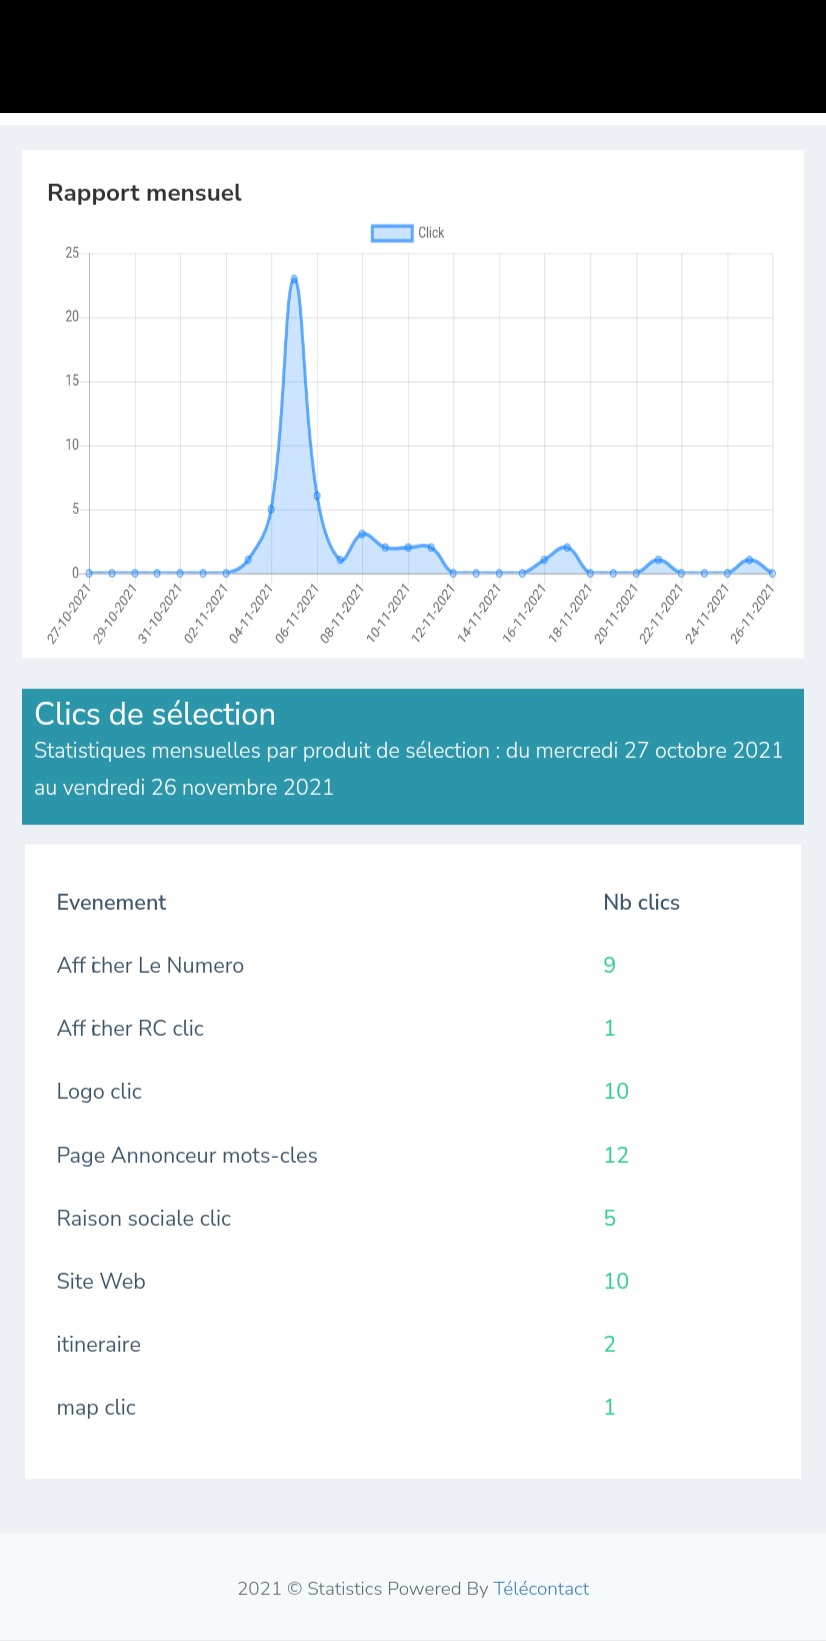 Rapport mensuel
Click
25
20
15
10
5
0
27-10-2021
29-10-2021
31-10-2021
02-11-2021
04-11-2021
06-11-2021
08-11-2021
10-11-2021
12-11-2021
14-11-2021
16-11-2021
18-11-2021
20-11-2021
22-11-2021
24-11-2021
26-11-2021
Clics de sélection
Statistiques mensuelles par produit de sélection : du mercredi 27 octobre 2021
au vendredi 26 novembre 2021
Evenement Nb clics
Afficher Le Numero 9
Afficher RC clic 1
Logo clic 10
Page Annonceur mots-cles 12
Raison sociale clic 5
Site Web 10
itineraire 2
map clic 1
2021 © Statistics Powered By Télécontact